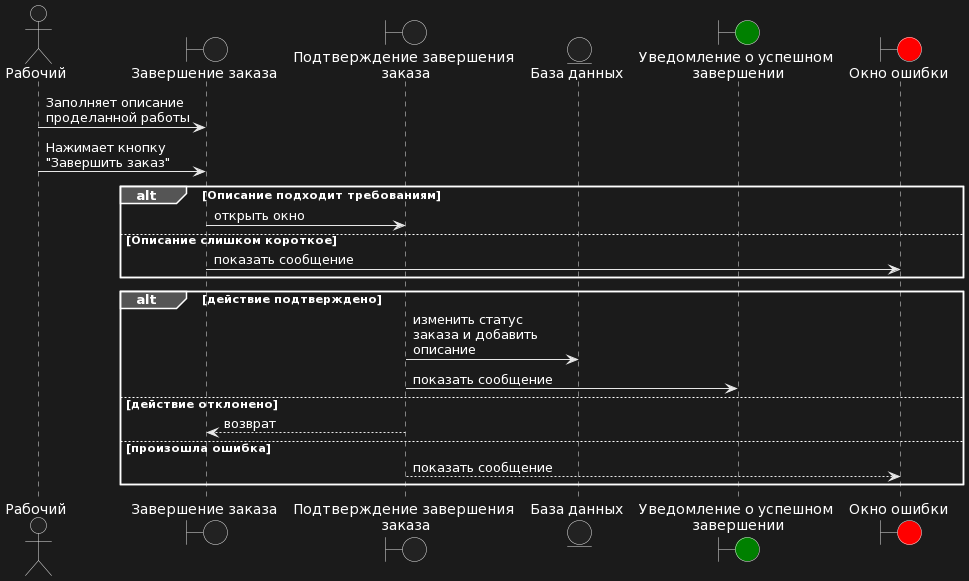 Рабочий
Завершение заказа
Подтверждение завершения
заказа
База данных
Уведомление о успешном
завершении
Окно ошибки
Заполняет описание
проделанной работы
Нажимает кнопку
"Завершить заказ"
alt
[Описание подходит требованиям]
открыть окно
[Описание слишком короткое]
показать сообщение
alt
[действие подтверждено]
изменить статус
заказа и добавить
описание
показать сообщение
[действие отклонено]
возврат
[произошла ошибка]
показать сообщение
Рабочий
Завершение заказа
Подтверждение завершения
заказа
База данных
Уведомление о успешном
завершении
Окно ошибки